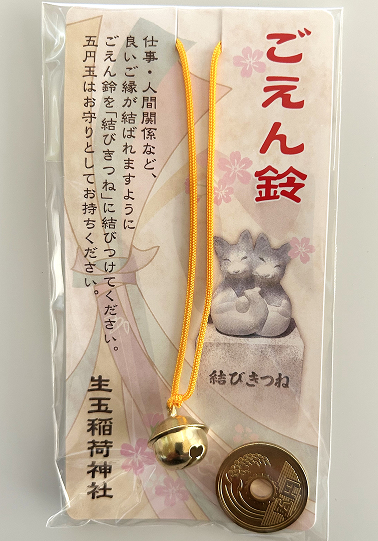 ごえん鈴
仕事・人間関係など、
良いご縁が結ばれますように
ごえん鈴を「結びきつね」に結びつけてください。
五円玉はお守りとしてお持ちください。
結びきつね
生玉稲荷神社